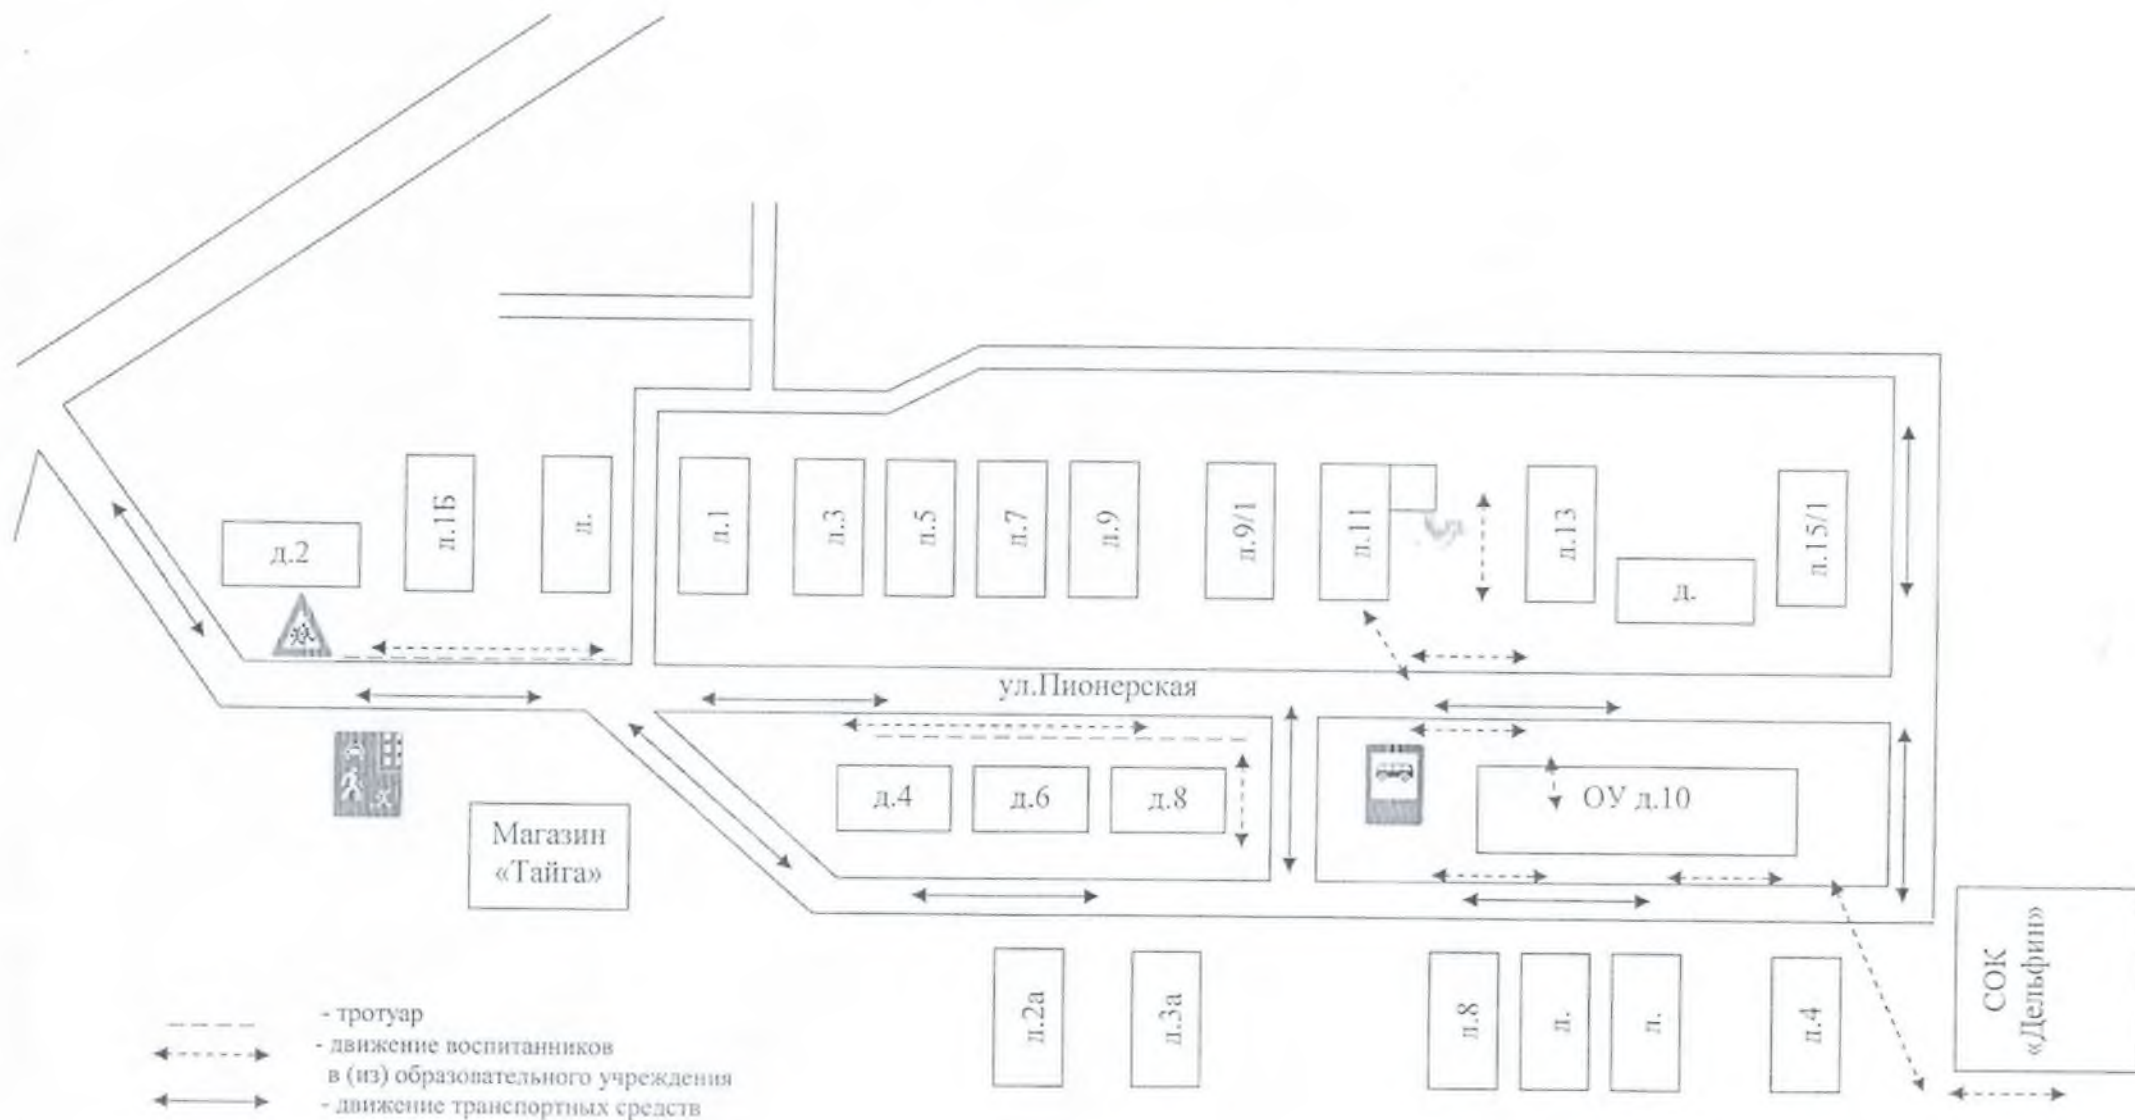 д.2
д.1Б
д.
д.1
д.3
д.5
д.7
д.9
д.9/1
д.11
д.13
д.
д.15/1
ул.Пионерская
д.4
д.6
д.8
ОУ д.10
Магазин
«Тайга»
д.2а
д.3а
д.8
д.
д.
д.4
СОК
«Дельфин»
- тротуар
- движение воспитанников
в (из) образовательного учреждения
- движение транспортных средств